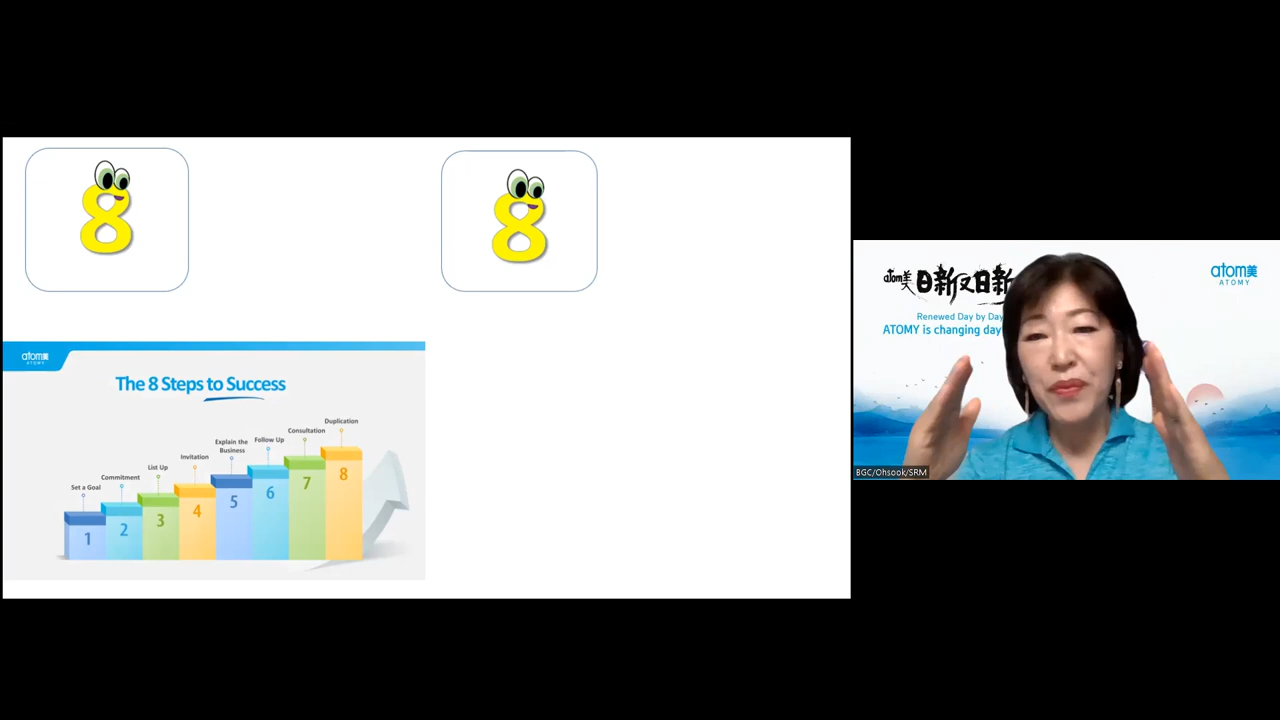 8
8
atom美
ATOMY
The 8 Steps to Success
Set a Goal
Commitment
List Up
Invitation
Explain the
Business
Follow Up
Consultation
Duplication
1
2
3
4
5
6
7
8
atom美 日新又日新
Renewed Day by Day
ATOMY is changing day
atom美
ATOMY
BGC/Ohsook/SRM